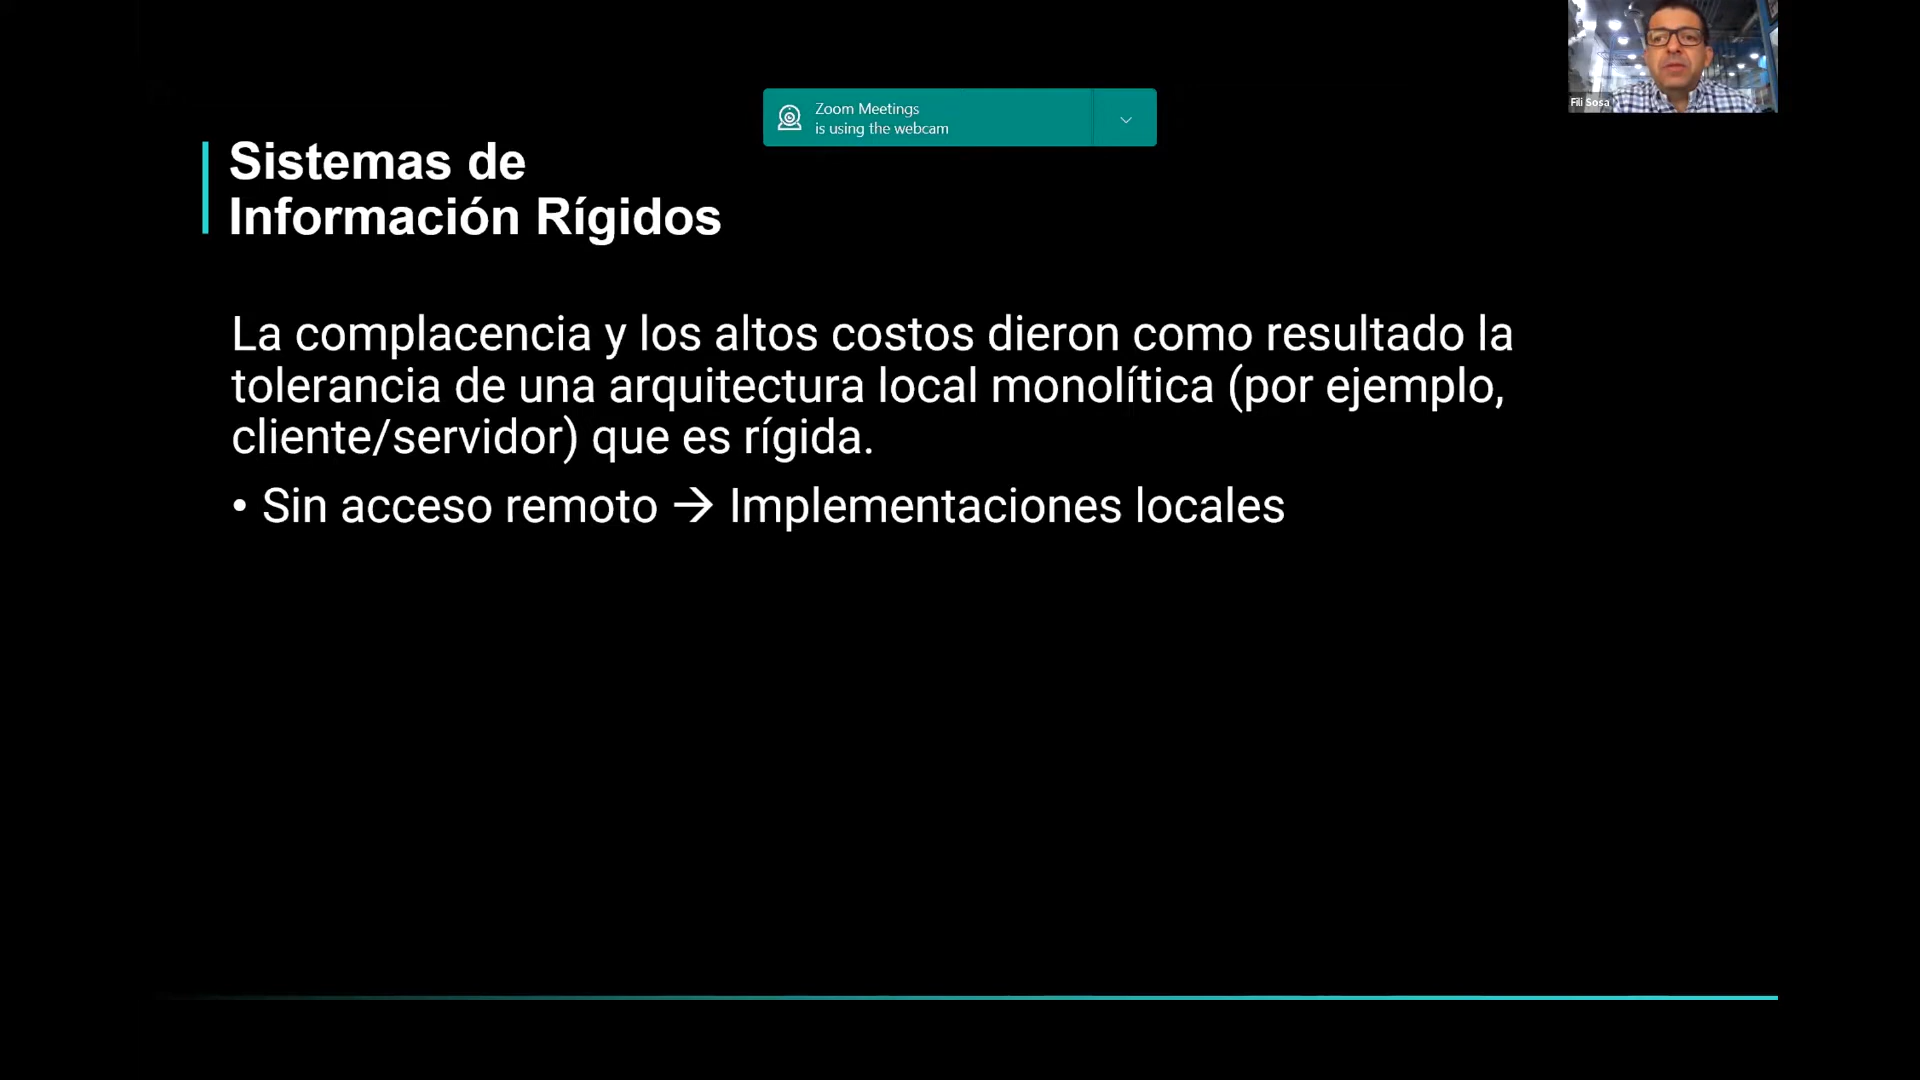 Fili Sosa
Zoom Meetings
is using the webcam
Sistemas de
Información Rígidos
La complacencia y los altos costos dieron como resultado la
tolerancia de una arquitectura local monolítica (por ejemplo,
cliente/servidor) que es rígida.
• Sin acceso remoto → Implementaciones locales